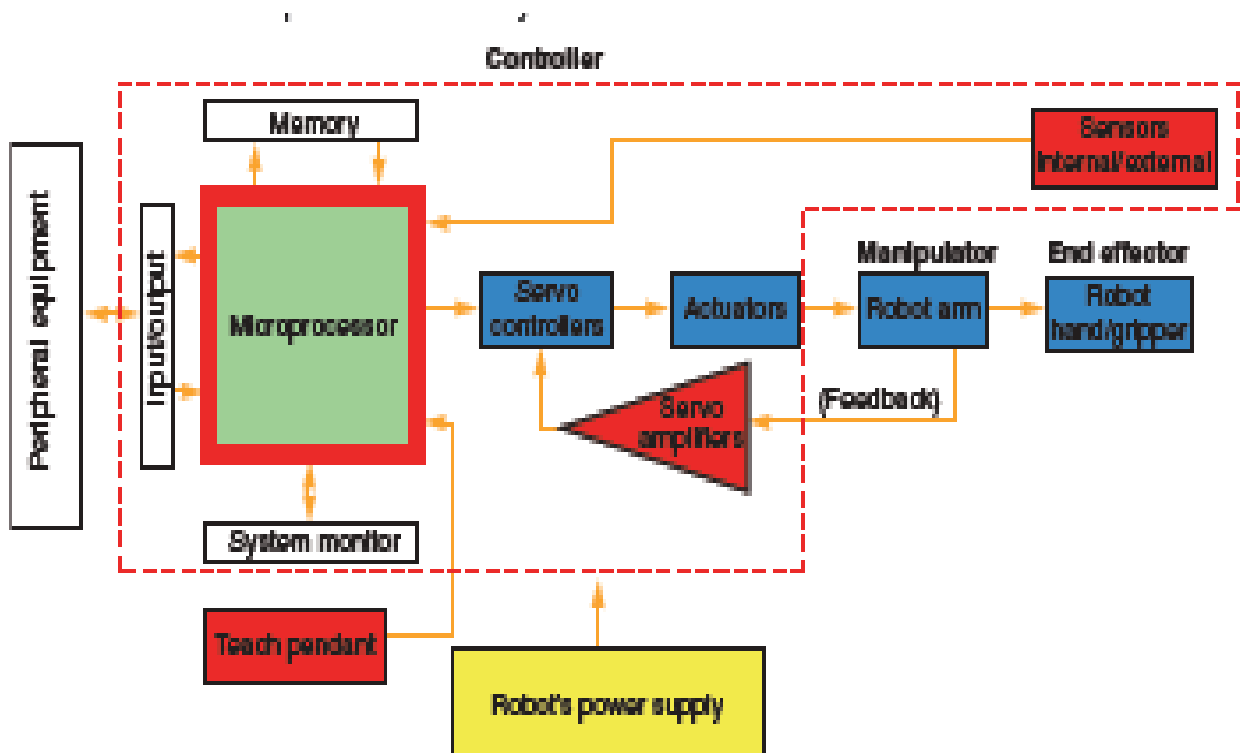 Controller
Memory
Sensors
internal/external
Peripheral equipment
Input/output
Microprocessor
Servo
controllers
Actuators
Manipulator
Robot arm
End effector
Robot
hand/gripper
(Feedback)
Servo
amplifiers
System monitor
Teach pendant
Robot's power supply